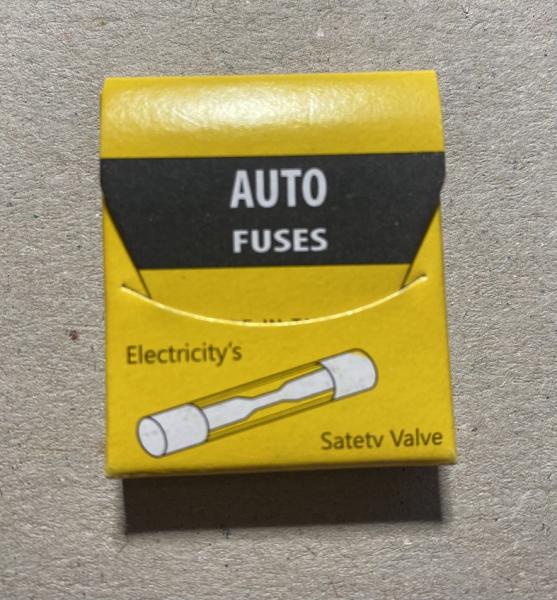 AUTO
FUSES
Electricity's
Satetv Valve